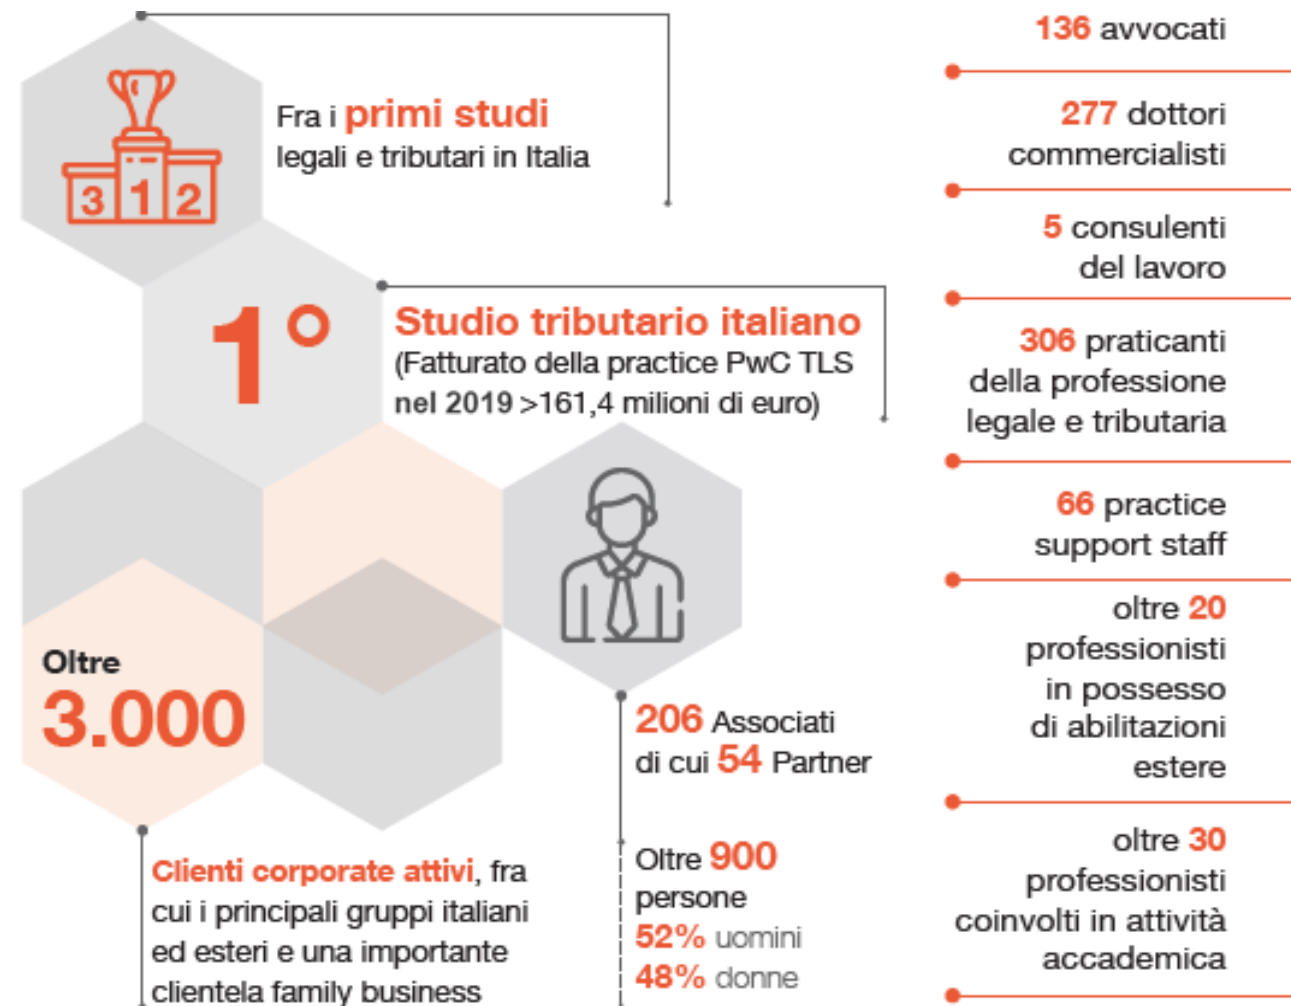 3 1 2
Fra i primi studi
legali e tributari in Italia
1°
Studio tributario italiano
(Fatturato della practice PwC TLS
nel 2019 >161,4 milioni di euro)
Oltre
3.000
Clienti corporate attivi, fra
cui i principali gruppi italiani
ed esteri e una importante
clientela family business
206 Associati
di cui 54 Partner
Oltre 900
persone
52% uomini
48% donne
136 avvocati
277 dottori
commercialisti
5 consulenti
del lavoro
306 praticanti
della professione
legale e tributaria
66 practice
support staff
oltre 20
professionisti
in possesso
di abilitazioni
estere
oltre 30
professionisti
coinvolti in attività
accademica